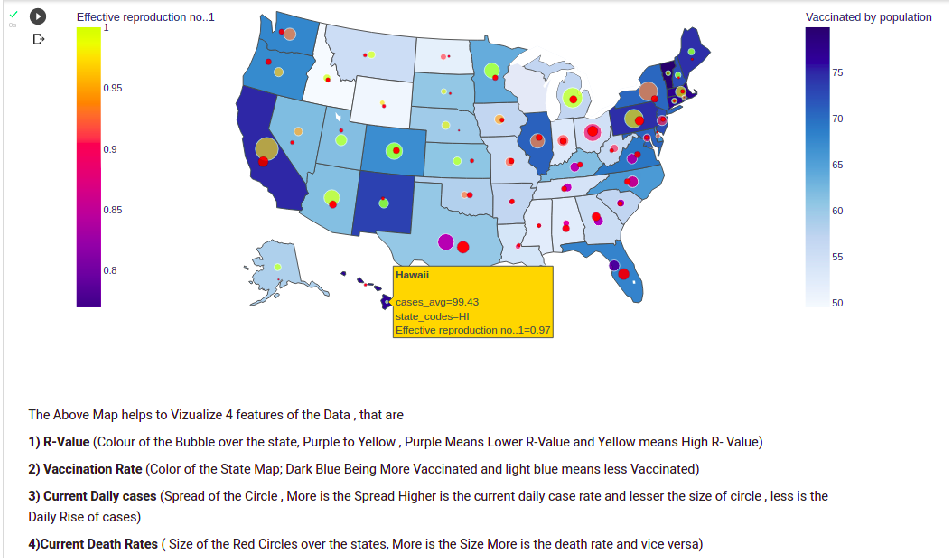 Effective reproduction no..1
Vaccinated by population
1
0.95
0.9
0.85
0.8
75
70
65
60
55
50
Hawaii
cases_avg=99.43
state_codes=HI
Effective reproduction no..1=0.97
The Above Map helps to Vizualize 4 features of the Data , that are
1) R-Value (Colour of the Bubble over the state, Purple to Yellow , Purple Means Lower R-Value and Yellow means High R- Value)
2) Vaccination Rate (Color of the State Map; Dark Blue Being More Vaccinated and light blue means less Vaccinated)
3) Current Daily cases (Spread of the Circle , More is the Spread Higher is the current daily case rate and lesser the size of circle , less is the
Daily Rise of cases)
4)Current Death Rates ( Size of the Red Circles over the states, More is the Size More is the death rate and vice versa)